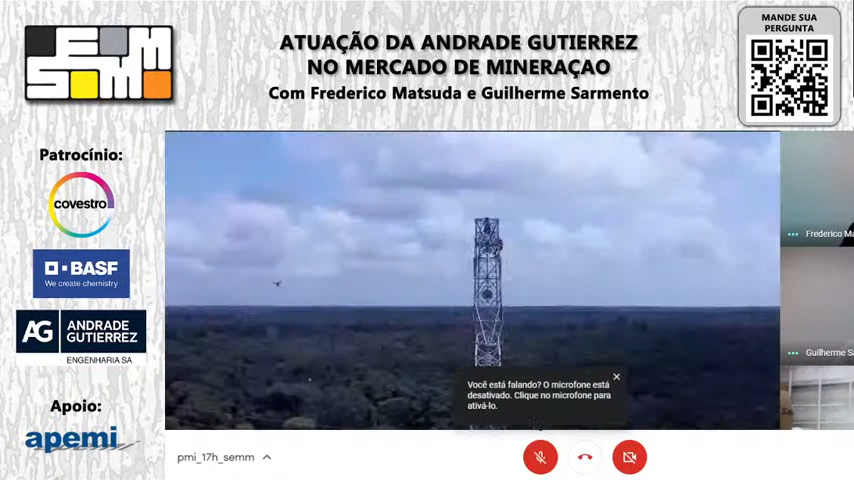 SEMM
ATUAÇÃO DA ANDRADE GUTIERREZ
NO MERCADO DE MINERAÇAO
Com Frederico Matsuda e Guilherme Sarmento
MANDE SUA
PERGUNTA
Patrocínio:
covestro
BASF
We create chemistry
AG ANDRADE
GUTIERREZ
ENGENHARIA SA
Apoio:
apemi
Frederico Ma
Guilherme Sa
Você está falando? O microfone está
desativado. Clique no microfone para
ativá-lo.
pmi_17h_semm